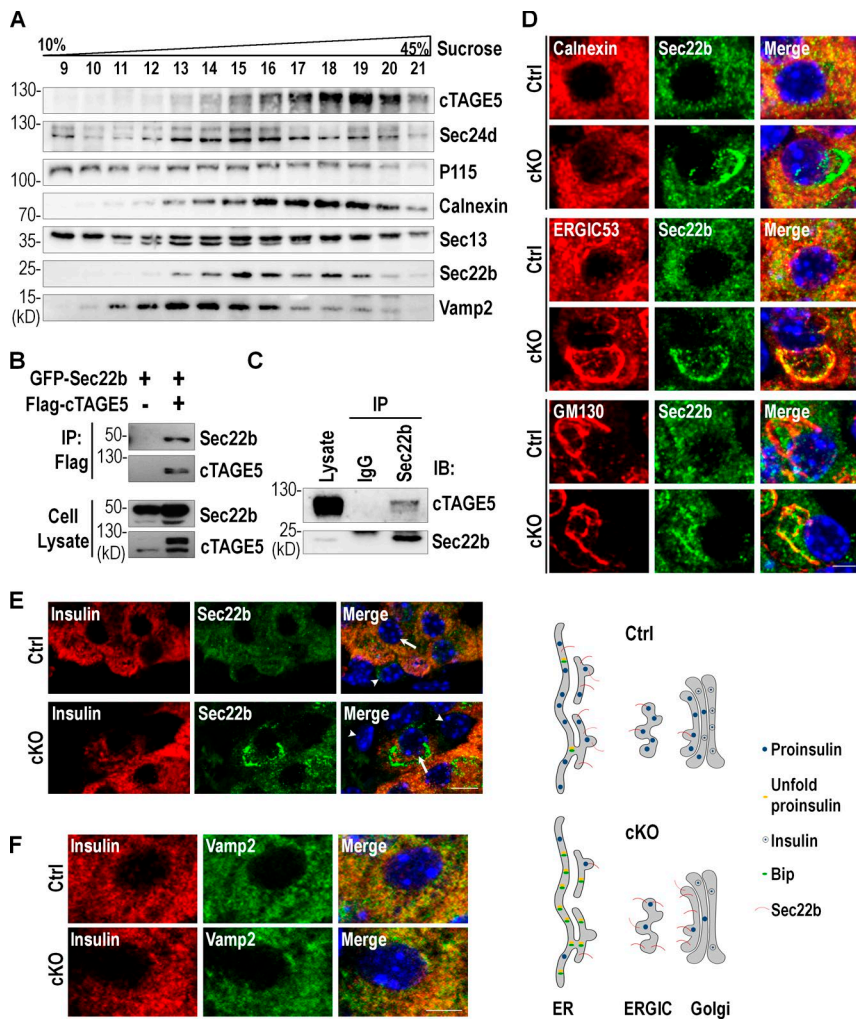 A
10%
45%
Sucrose
9 10 11 12 13 14 15 16 17 18 19 20 21
130-
cTAGE5
130-
Sec24d
P115
100-
Calnexin
70-
35-
Sec13
25-
Sec22b
15-
Vamp2
(kD)
B
GFP-Sec22b + +
Flag-cTAGE5 - +
IP:
Flag
50-
Sec22b
cTAGE5
Cell
Lysate
50-
Sec22b
130-
(kD)
cTAGE5
C
IP
Lysate
IgG
Sec22b
IB:
130-
cTAGE5
25-
(kD)
Sec22b
D
Ctrl
Calnexin Sec22b Merge
cKO
Ctrl
ERGIC53 Sec22b Merge
cKO
Ctrl
GM130 Sec22b Merge
cKO
E
Ctrl
Insulin Sec22b Merge
cKO
Insulin Sec22b Merge
F
Ctrl
Insulin Vamp2 Merge
cKO
Insulin Vamp2 Merge
Ctrl
cKO
ER ERGIC Golgi
Proinsulin
Unfold
proinsulin
Insulin
Bip
Sec22b